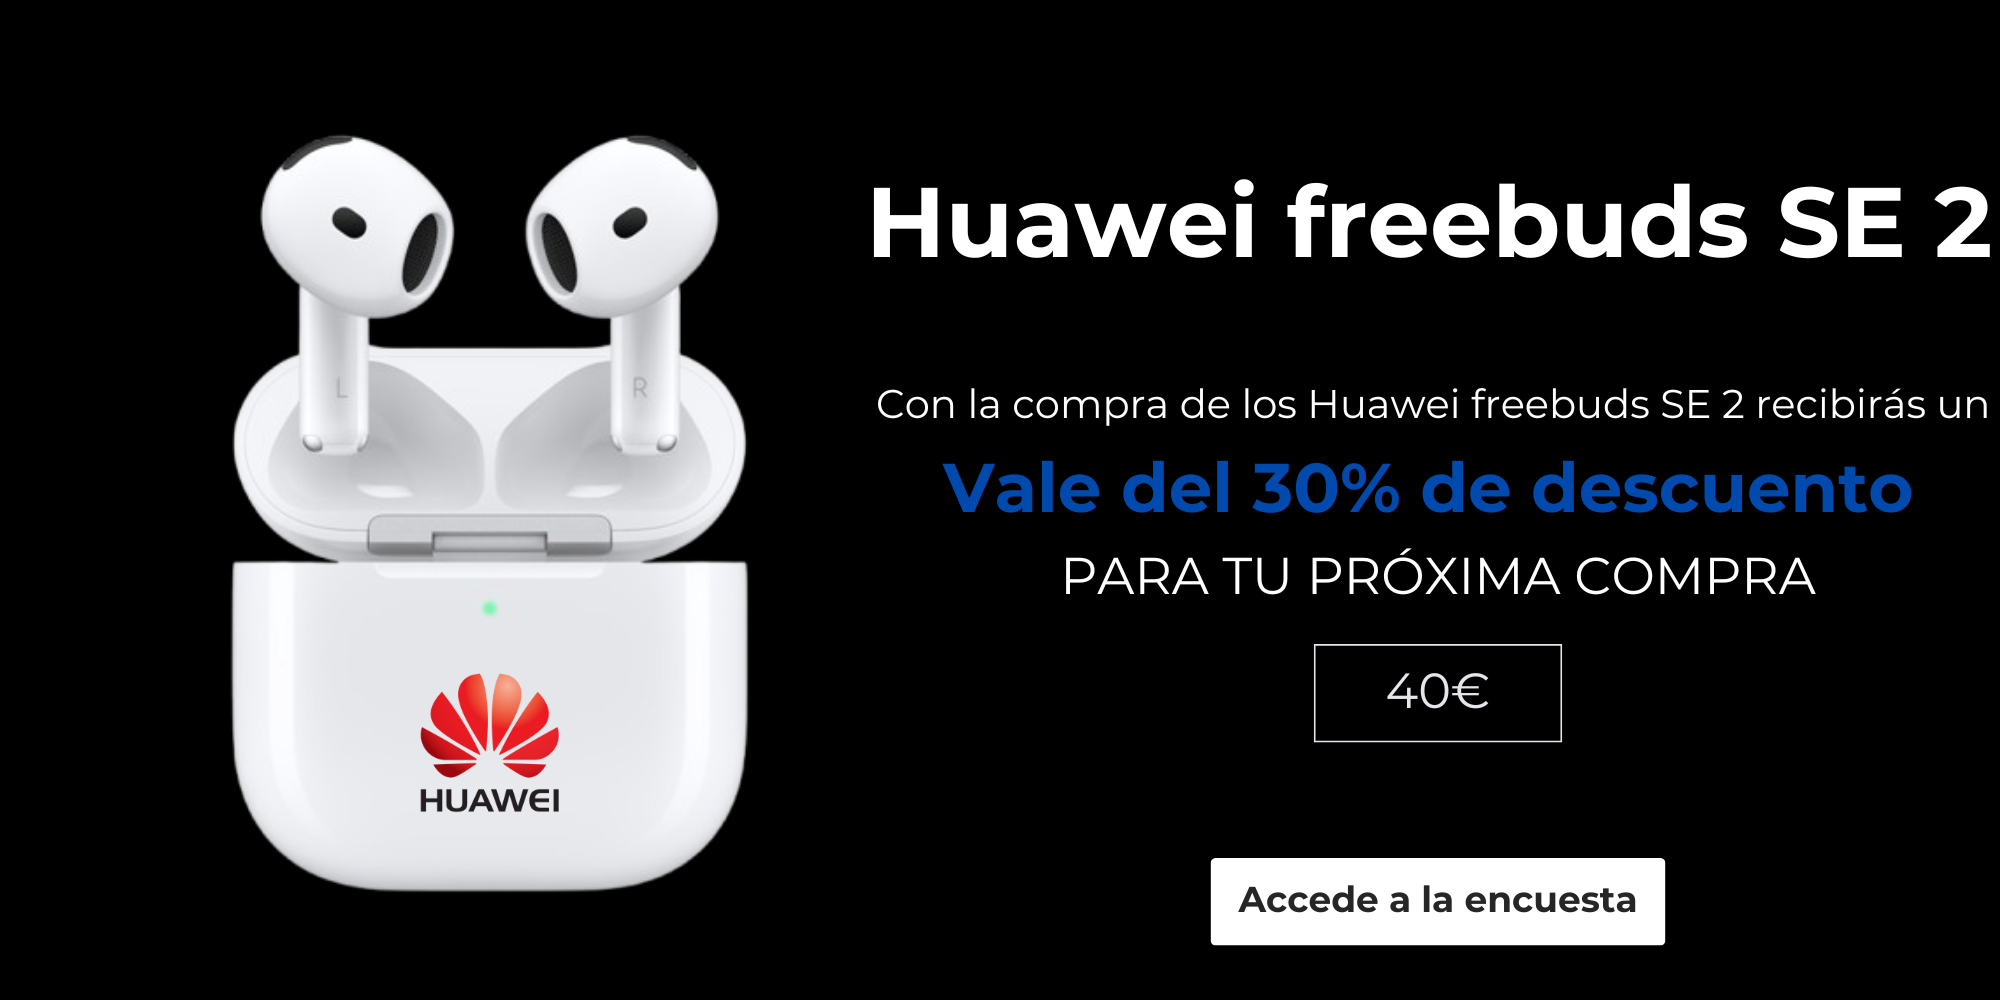 Huawei freebuds SE 2
Con la compra de los Huawei freebuds SE 2 recibirás un
Vale del 30% de descuento
PARA TU PRÓXIMA COMPRA
40€
Accede a la encuesta
L
R
HUAWEI